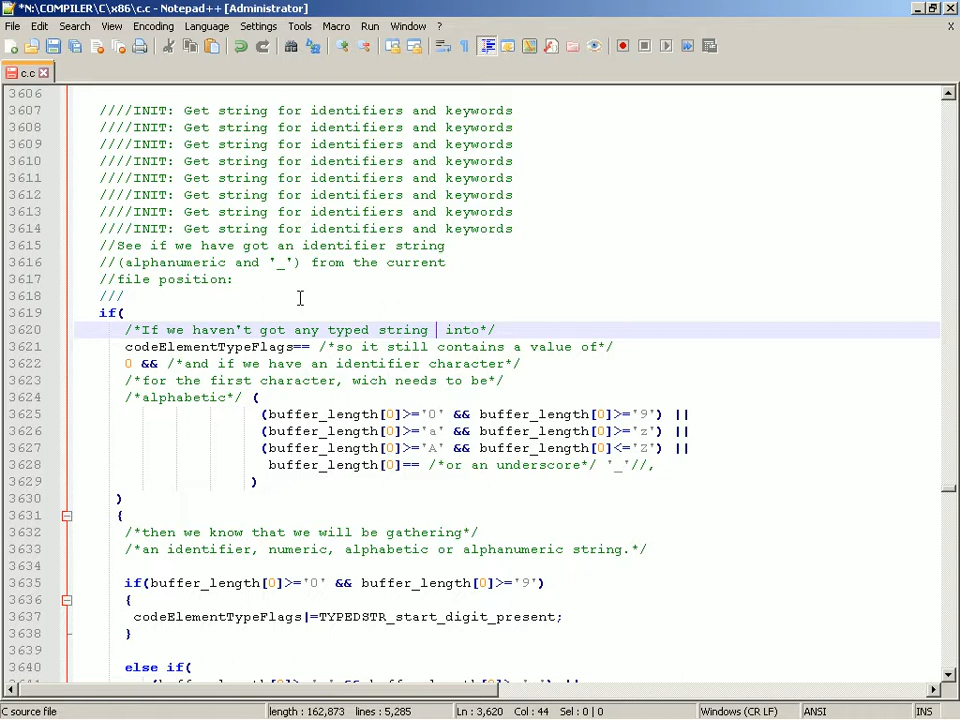 *N:\COMPILER\C\x86\c.c - Notepad++ [Administrator]
File Edit Search View Encoding Language Settings Tools Macro Run Window ? X
c.c
3606
3607 ////INIT: Get string for identifiers and keywords
3608 ////INIT: Get string for identifiers and keywords
3609 ////INIT: Get string for identifiers and keywords
3610 ////INIT: Get string for identifiers and keywords
3611 ////INIT: Get string for identifiers and keywords
3612 ////INIT: Get string for identifiers and keywords
3613 ////INIT: Get string for identifiers and keywords
3614 ////INIT: Get string for identifiers and keywords
3615 //See if we have got an identifier string
3616 //(alphanumeric and '_') from the current
3617 //file position:
3618 ///
3619 if(
3620 /*If we haven't got any typed string  into*/
3621 codeElementTypeFlags== /*so it still contains a value of*/
3622 0 && /*and if we have an identifier character*/
3623 /*for the first character, wich needs to be*/
3624 /*alphabetic*/ (
3625 (buffer_length[0]>='0' && buffer_length[0]>='9') ||
3626 (buffer_length[0]>='a' && buffer_length[0]>='z') ||
3627 (buffer_length[0]>='A' && buffer_length[0]<='Z') ||
3628 buffer_length[0]== /*or an underscore*/ '_'//,
3629 )
3630 )
3631 {
3632 /*then we know that we will be gathering*/
3633 /*an identifier, numeric, alphabetic or alphanumeric string.*/
3634
3635 if(buffer_length[0]>='0' && buffer_length[0]>='9')
3636 {
3637 codeElementTypeFlags|=TYPEDSTR_start_digit_present;
3638 }
3639
3640 else if(
C source file length : 162,873 lines : 5,285 Ln : 3,620 Col : 44 Sel : 0 | 0 Windows (CR LF) ANSI INS